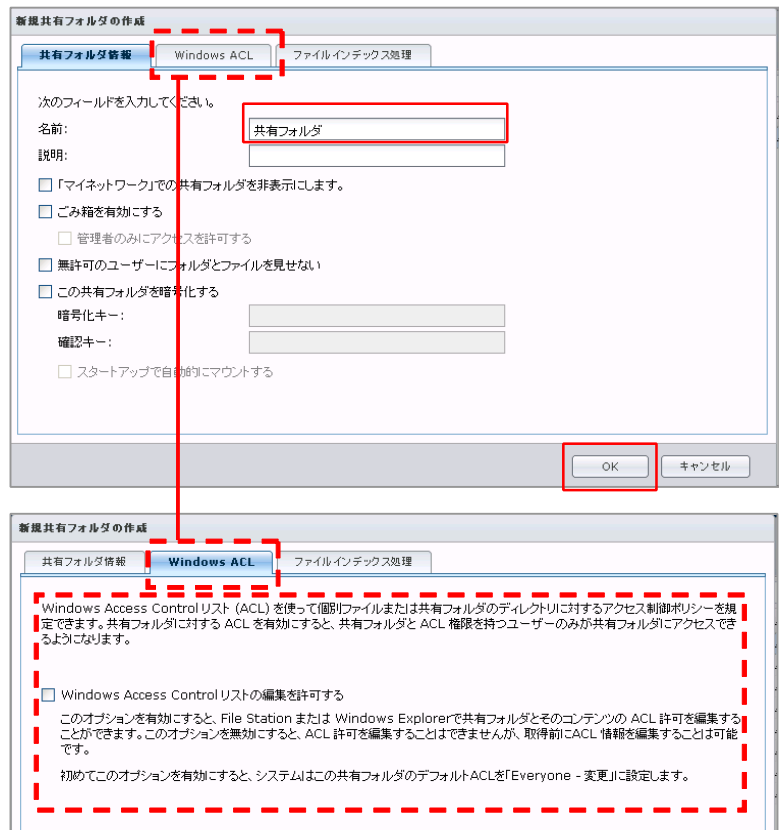 新規共有フォルダの作成
共有フォルダ情報 Windows ACL ファイルインデックス処理
次のフィールドを入力してください。
名前: 共有フォルダ
説明:
「マイネットワーク」での共有フォルダを非表示にします。
ごみ箱を有効にする
管理者のみにアクセスを許可する
無許可のユーザーにフォルダとファイルを見せない
この共有フォルダを暗号化する
暗号化キー:
確認キー:
スタートアップで自動的にマウントする
OK キャンセル
新規共有フォルダの作成
共有フォルダ情報 Windows ACL ファイルインデックス処理
Windows Access Control リスト (ACL) を使って個別ファイルまたは共有フォルダのディレクトリに対するアクセス制御ポリシーを規
定できます。共有フォルダに対する ACL を有効にすると、共有フォルダと ACL 権限を持つユーザーのみが共有フォルダにアクセスでき
るようになります。
Windows Access Control リストの編集を許可する
このオプションを有効にすると、File Station または Windows Explorerで共有フォルダとそのコンテンツの ACL 許可を編集する
ことができます。このオプションを無効にすると、ACL 許可を編集することはできませんが、取得前にACL 情報を編集することは可能
です。
初めてこのオプションを有効にすると、システムはこの共有フォルダのデフォルトACLを「Everyone - 変更」に設定します。